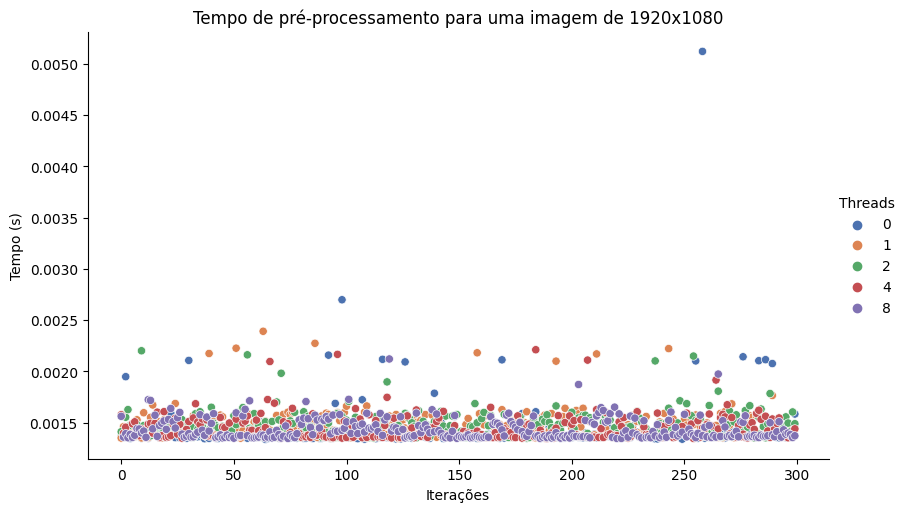 Tempo de pré-processamento para uma imagem de 1920x1080
0.0050
0.0045
0.0040
0.0035
0.0030
0.0025
0.0020
0.0015
Tempo (s)
0 50 100 150 200 250 300
Iterações
Threads
0
1
2
4
8